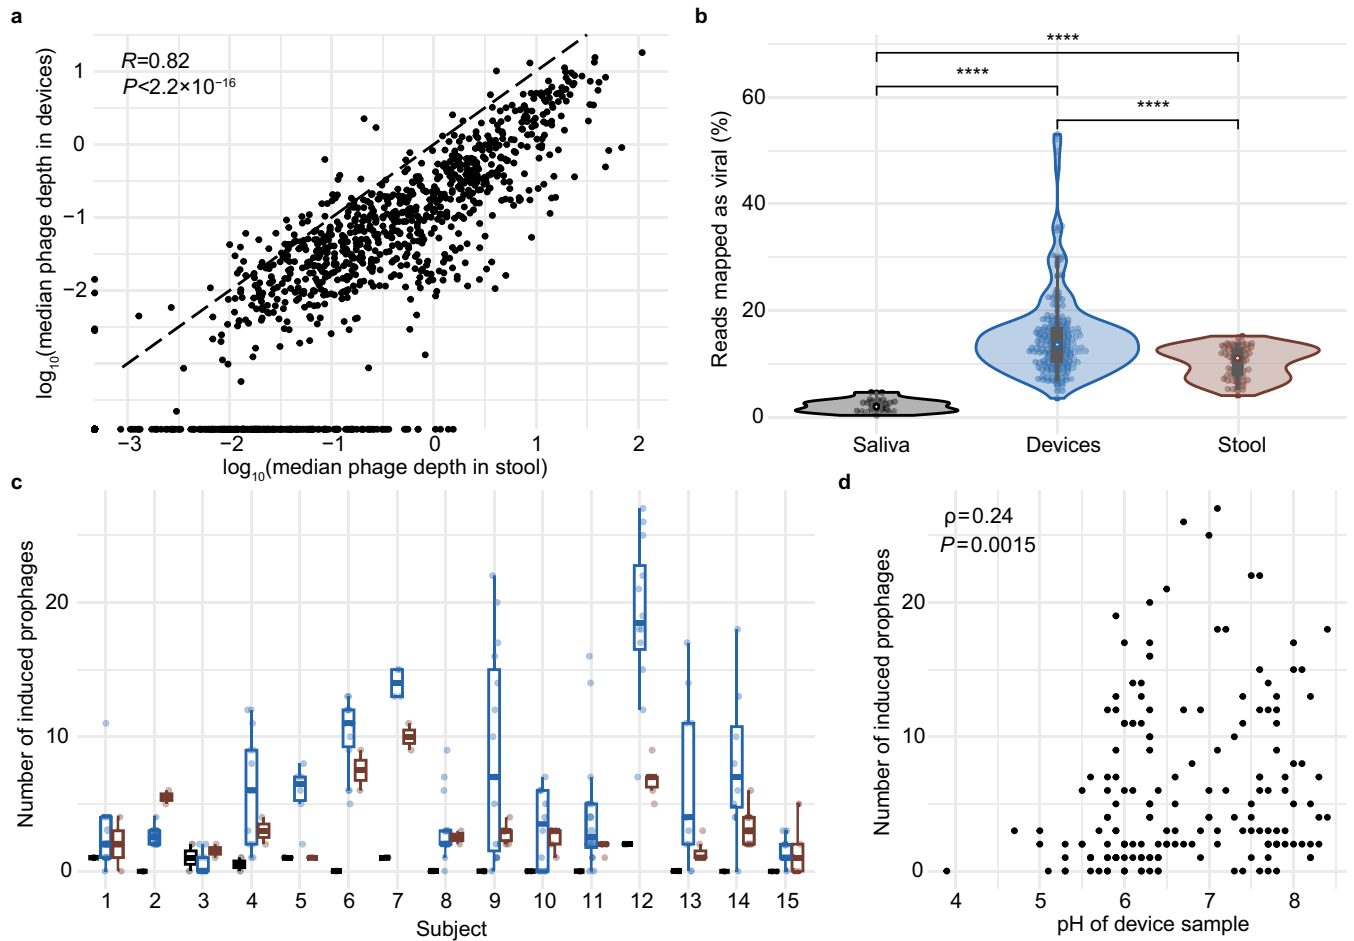 a
R=0.82
P<2.2×10⁻¹⁶
log₁₀(median phage depth in devices)
1
0
−1
−2
−3
−2
−1
0
1
2
log₁₀(median phage depth in stool)
b
****
****
****
Reads mapped as viral (%)
60
40
20
0
Saliva
Devices
Stool
c
Number of induced prophages
20
10
0
1 2 3 4 5 6 7 8 9 10 11 12 13 14 15
Subject
d
ρ=0.24
P=0.0015
Number of induced prophages
20
10
0
4 5 6 7 8
pH of device sample